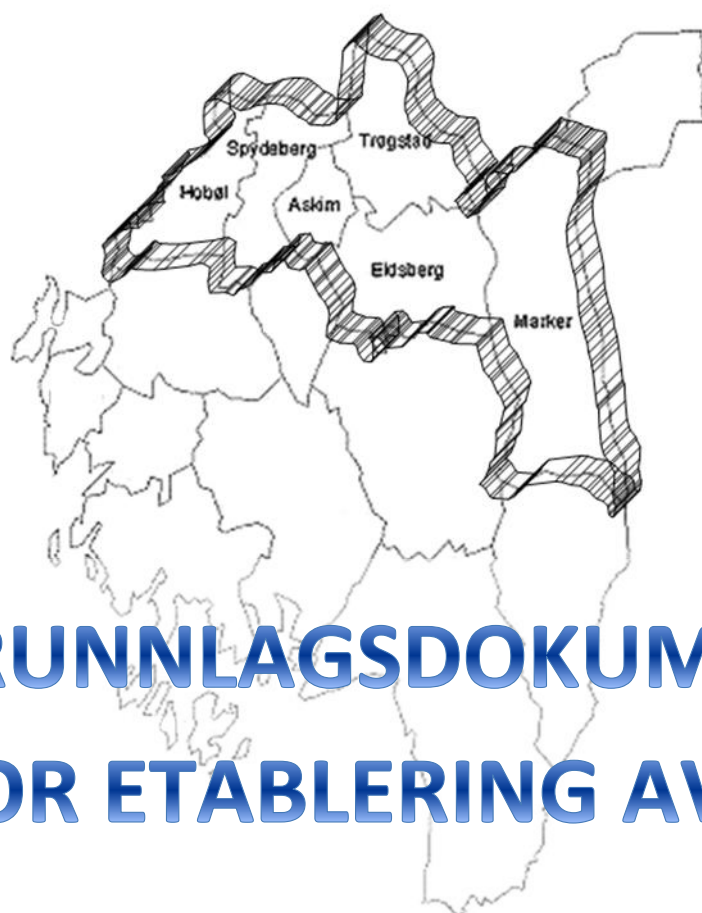 Trøgstad
Spydeberg
Hobøl
Askim
Eidsberg
Marker
RUNNLAGSDOKUM
OR ETABLERING AV